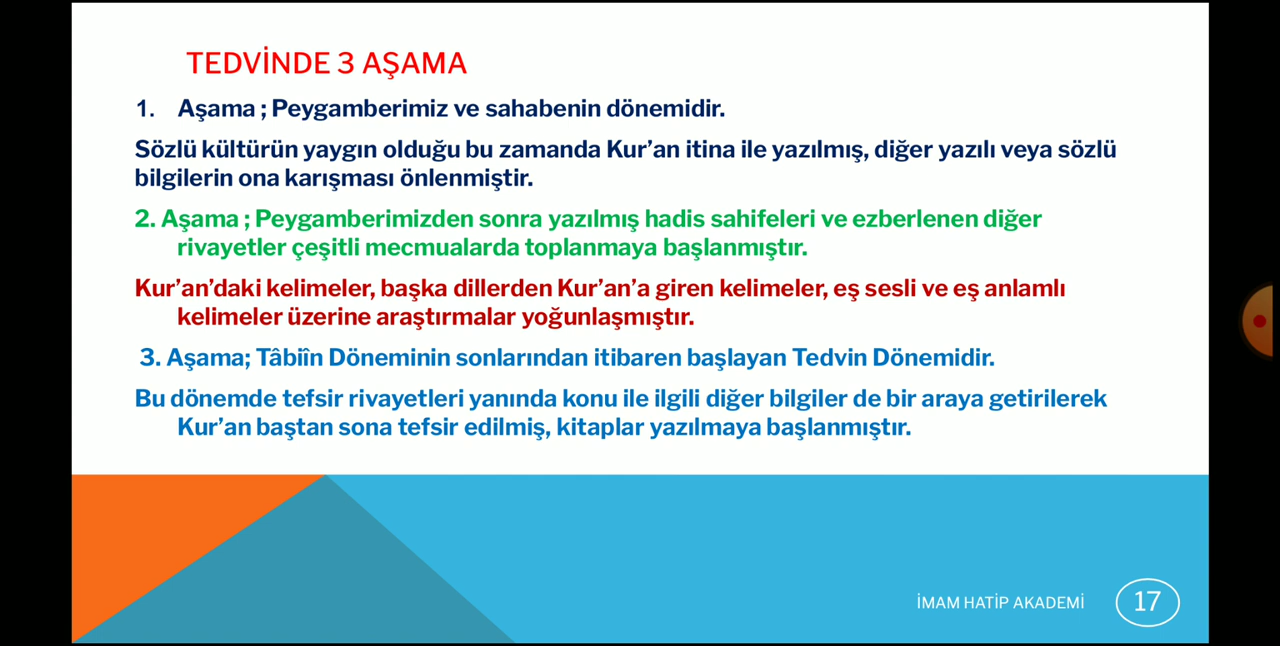 TEDVİNDE 3 AŞAMA
1. Aşama ; Peygamberimiz ve sahabenin dönemidir.
Sözlü kültürün yaygın olduğu bu zamanda Kur’an itina ile yazılmış, diğer yazılı veya sözlü
bilgilerin ona karışması önlenmiştir.
2. Aşama ; Peygamberimizden sonra yazılmış hadis sahifeleri ve ezberlenen diğer
rivayetler çeşitli mecmualarda toplanmaya başlanmıştır.
Kur’an’daki kelimeler, başka dillerden Kur’an’a giren kelimeler, eş sesli ve eş anlamlı
kelimeler üzerine araştırmalar yoğunlaşmıştır.
3. Aşama; Tâbiîn Döneminin sonlarından itibaren başlayan Tedvin Dönemidir.
Bu dönemde tefsir rivayetleri yanında konu ile ilgili diğer bilgiler de bir araya getirilerek
Kur’an baştan sona tefsir edilmiş, kitaplar yazılmaya başlanmıştır.
İMAM HATİP AKADEMİ
17